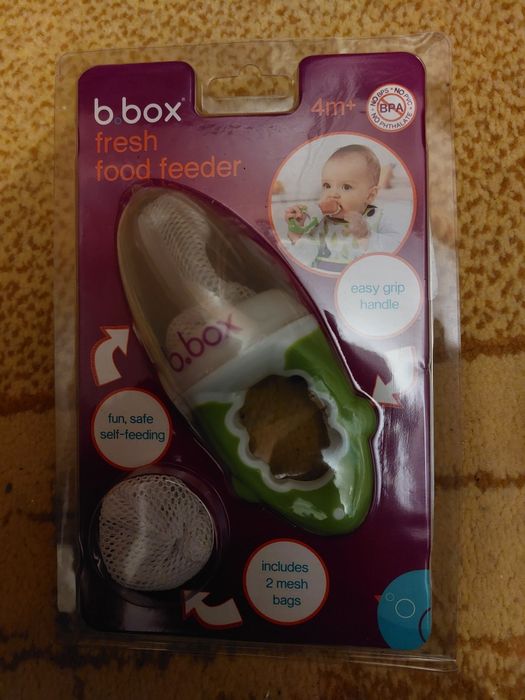 b.box®
fresh
food feeder
4m+
NO BPS • NO PVC •
BPA
NO PHTHALATE
easy grip
handle
b.box
fun, safe
self-feeding
includes
2 mesh
bags